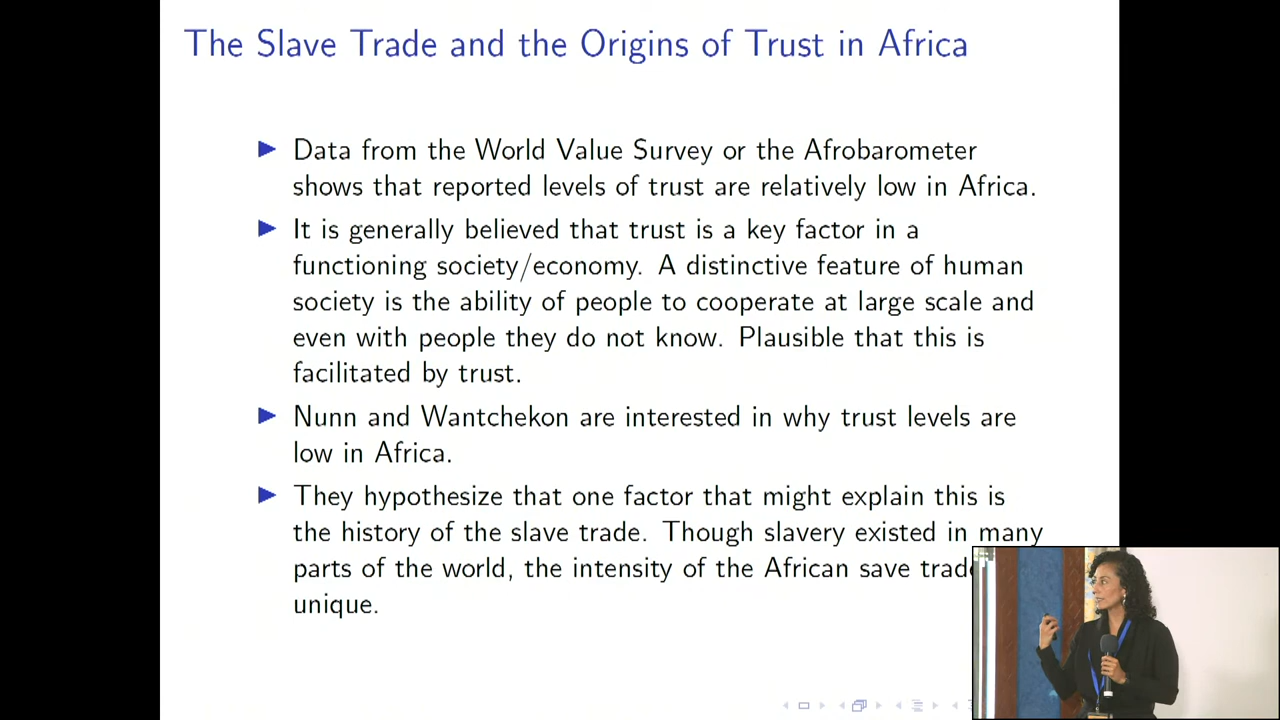 The Slave Trade and the Origins of Trust in Africa
Data from the World Value Survey or the Afrobarometer
shows that reported levels of trust are relatively low in Africa.
It is generally believed that trust is a key factor in a
functioning society/economy. A distinctive feature of human
society is the ability of people to cooperate at large scale and
even with people they do not know. Plausible that this is
facilitated by trust.
Nunn and Wantchekon are interested in why trust levels are
low in Africa.
They hypothesize that one factor that might explain this is
the history of the slave trade. Though slavery existed in many
parts of the world, the intensity of the African save
unique.